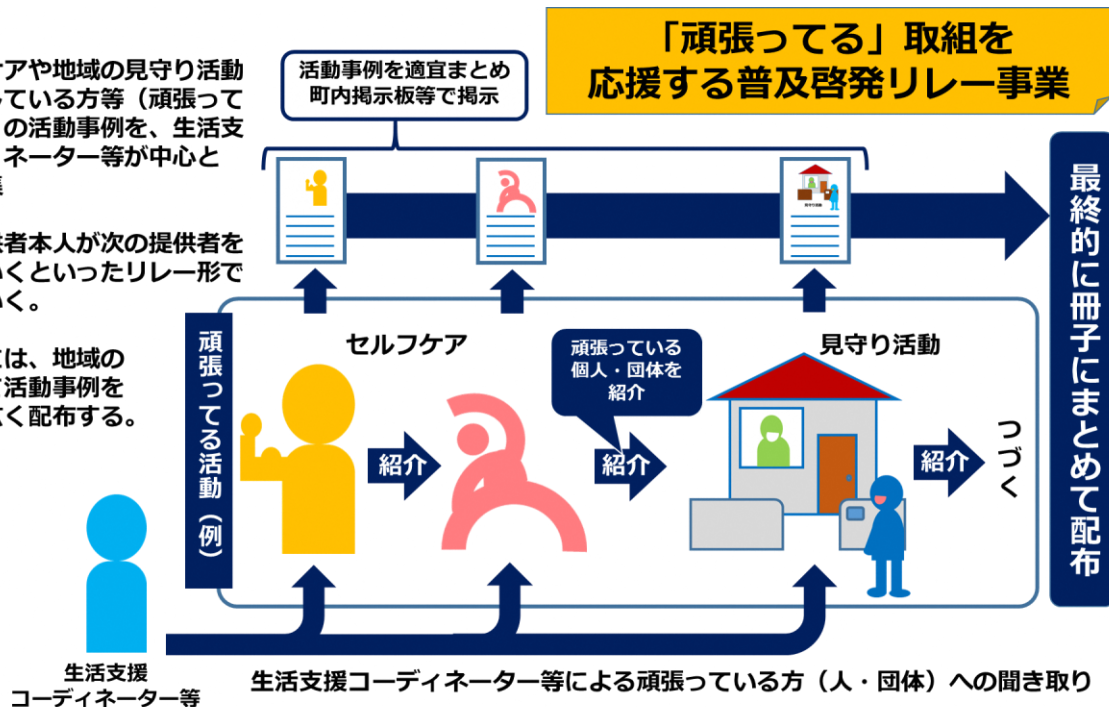 「頑張ってる」取組を
応援する普及啓発リレー事業
アや地域の見守り活動
ている方等（頑張って
の活動事例を、生活支
ネーター等が中心と
者本人が次の提供者を
いくといったリレー形で
いく。
は、地域の
活動事例を
く配布する。
活動事例を適宜まとめ
町内掲示板等で掲示
見守り活動
最終的に冊子にまとめて配布
頑張ってる活動（例）
セルフケア
頑張っている
個人・団体を
紹介
見守り活動
紹介
紹介
紹介
つづく
生活支援
コーディネーター等
生活支援コーディネーター等による頑張っている方（人・団体）への聞き取り